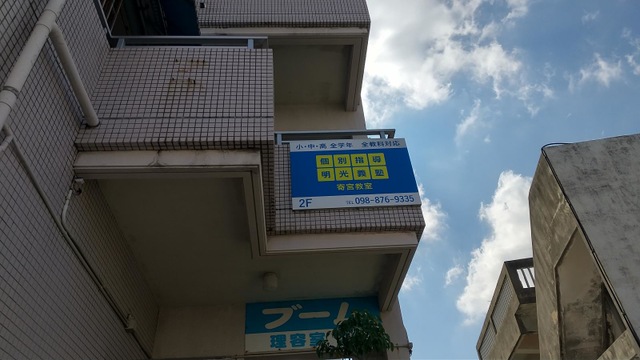 小・中・高 全学年 全教科対応
個別指導
明光義塾
寄宮教室
2F TEL 098-876-9335
ブーム
理容室